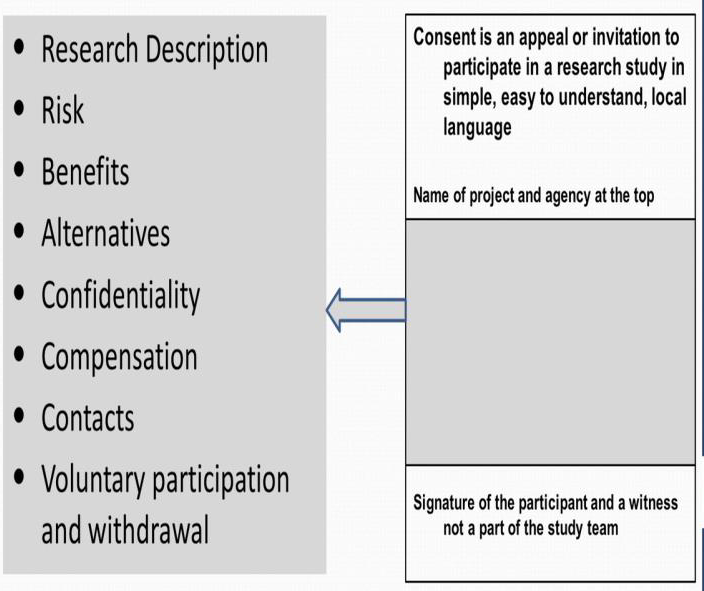 • Research Description
• Risk
• Benefits
• Alternatives
• Confidentiality
• Compensation
• Contacts
• Voluntary participation
and withdrawal
Consent is an appeal or invitation to
participate in a research study in
simple, easy to understand, local
language
Name of project and agency at the top
Signature of the participant and a witness
not a part of the study team